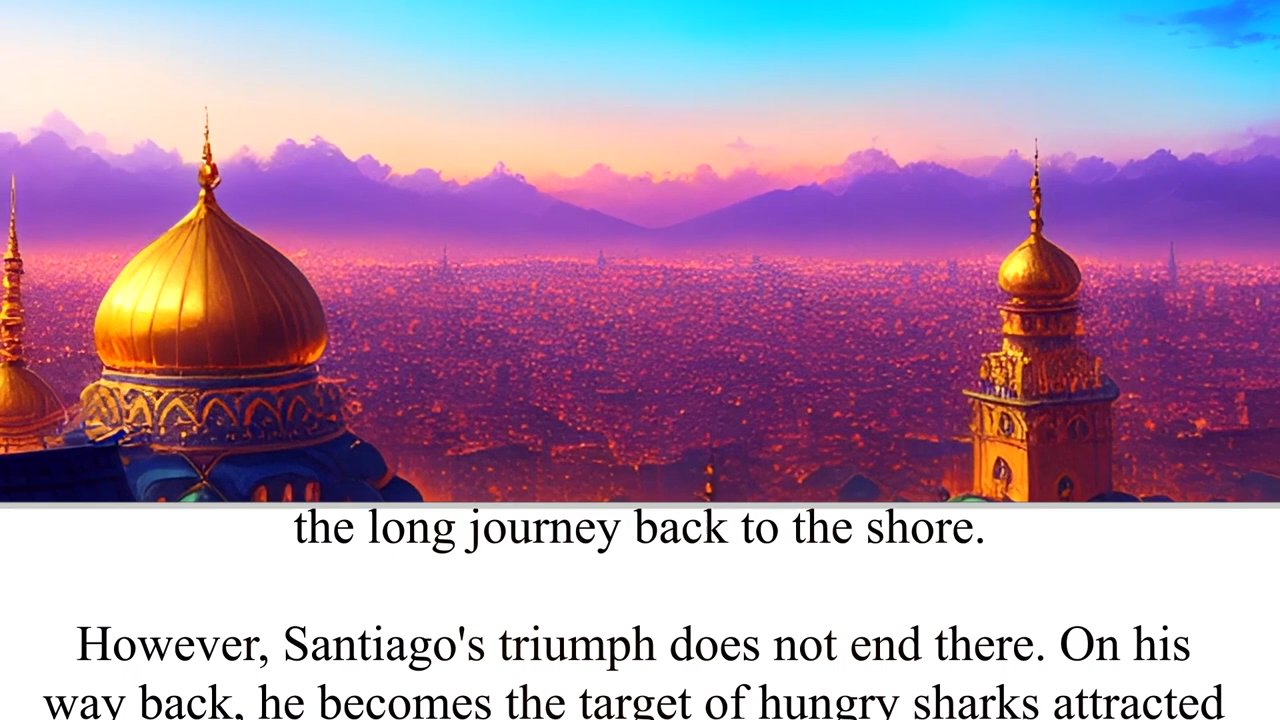 the long journey back to the shore.
However, Santiago's triumph does not end there. On his
way back, he becomes the target of hungry sharks attracted